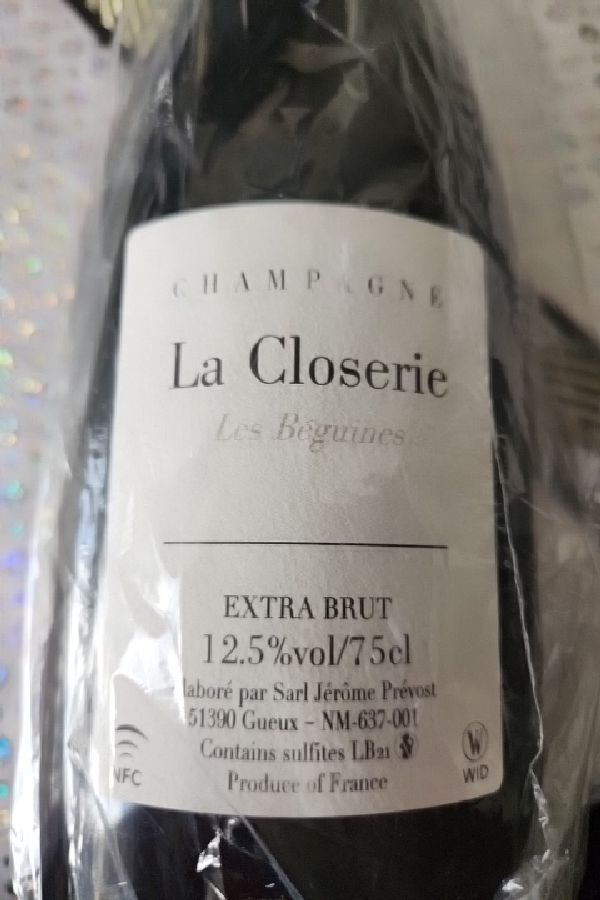 CHAMPAGNE
La Closerie
Les Béguines
EXTRA BRUT
12.5%vol/75cl
laboré par Sarl Jérôme Prévost
51390 Gueux – NM-637-001
Contains sulfites LB21
Produce of France
NFC
W
WID